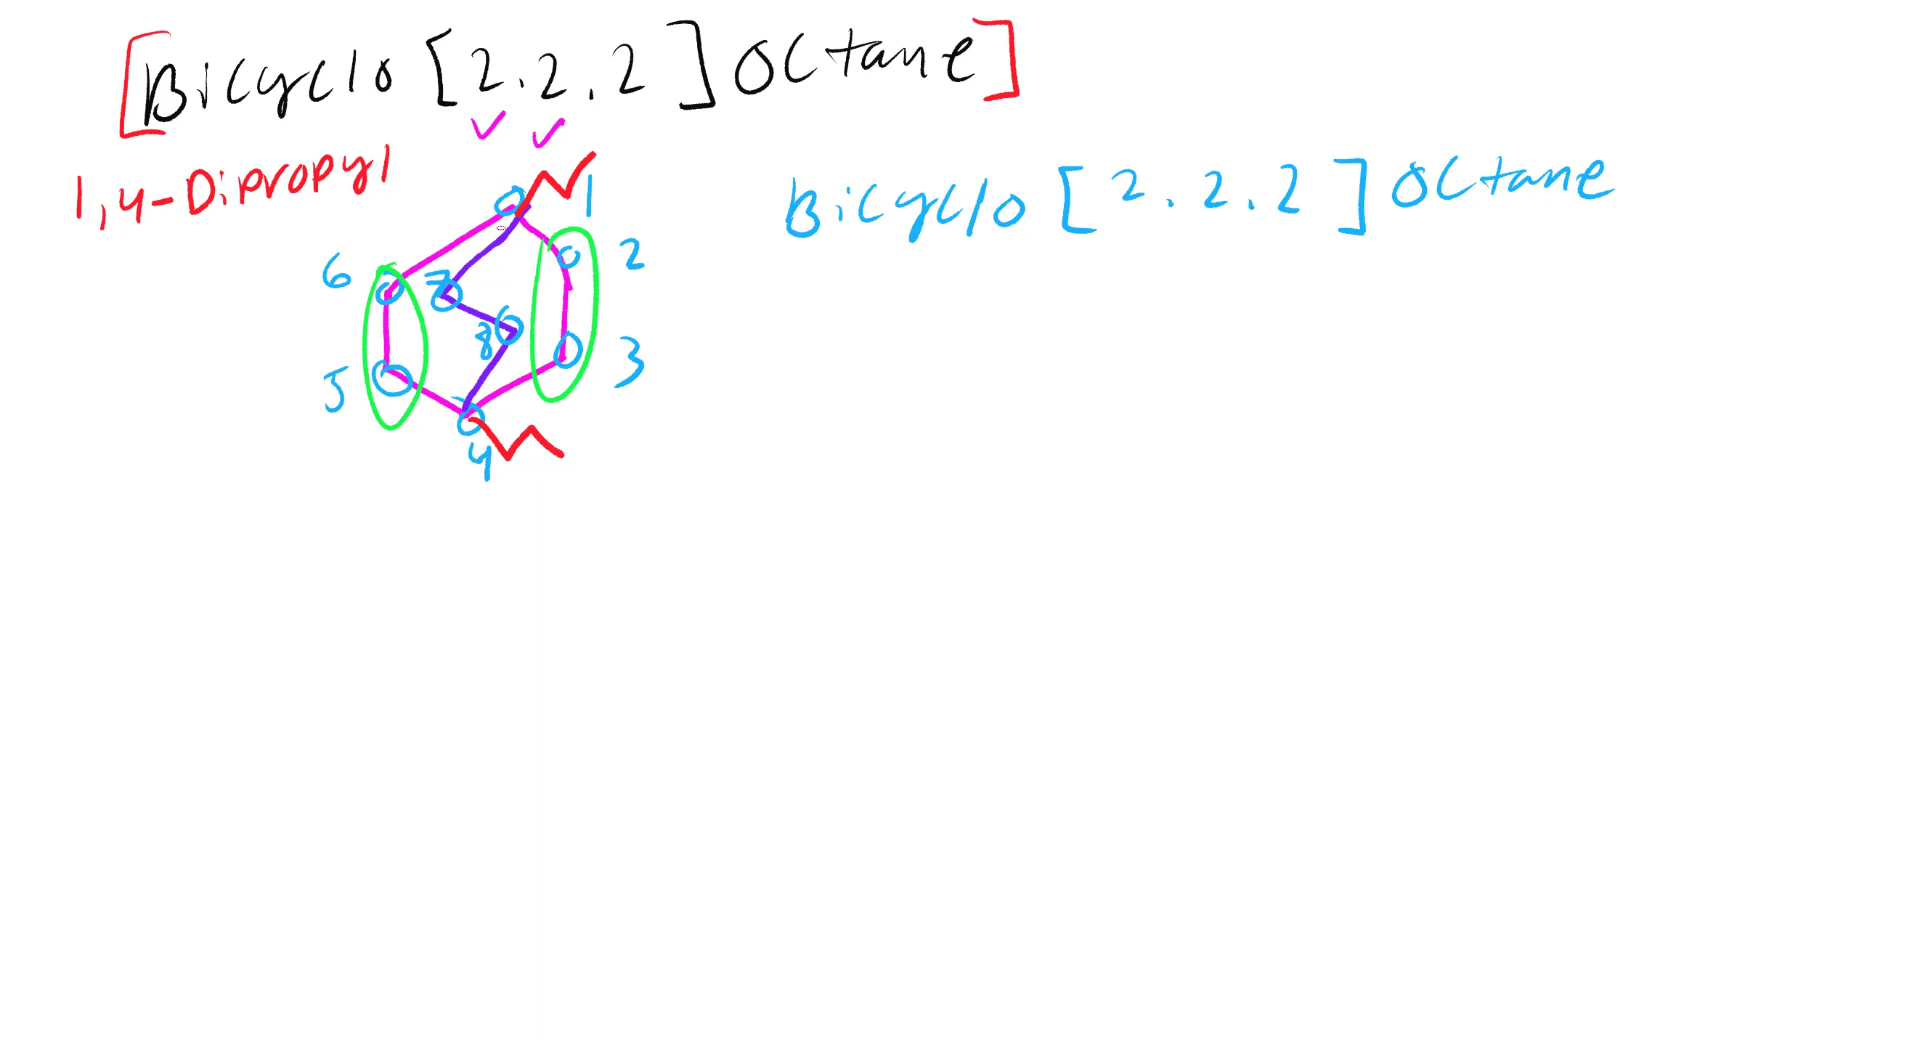 [Bicyclo [2.2.2] octane]
1,4-Dipropyl
Bicyclo [2.2.2] octane
1
2
6
7
8
3
5
4